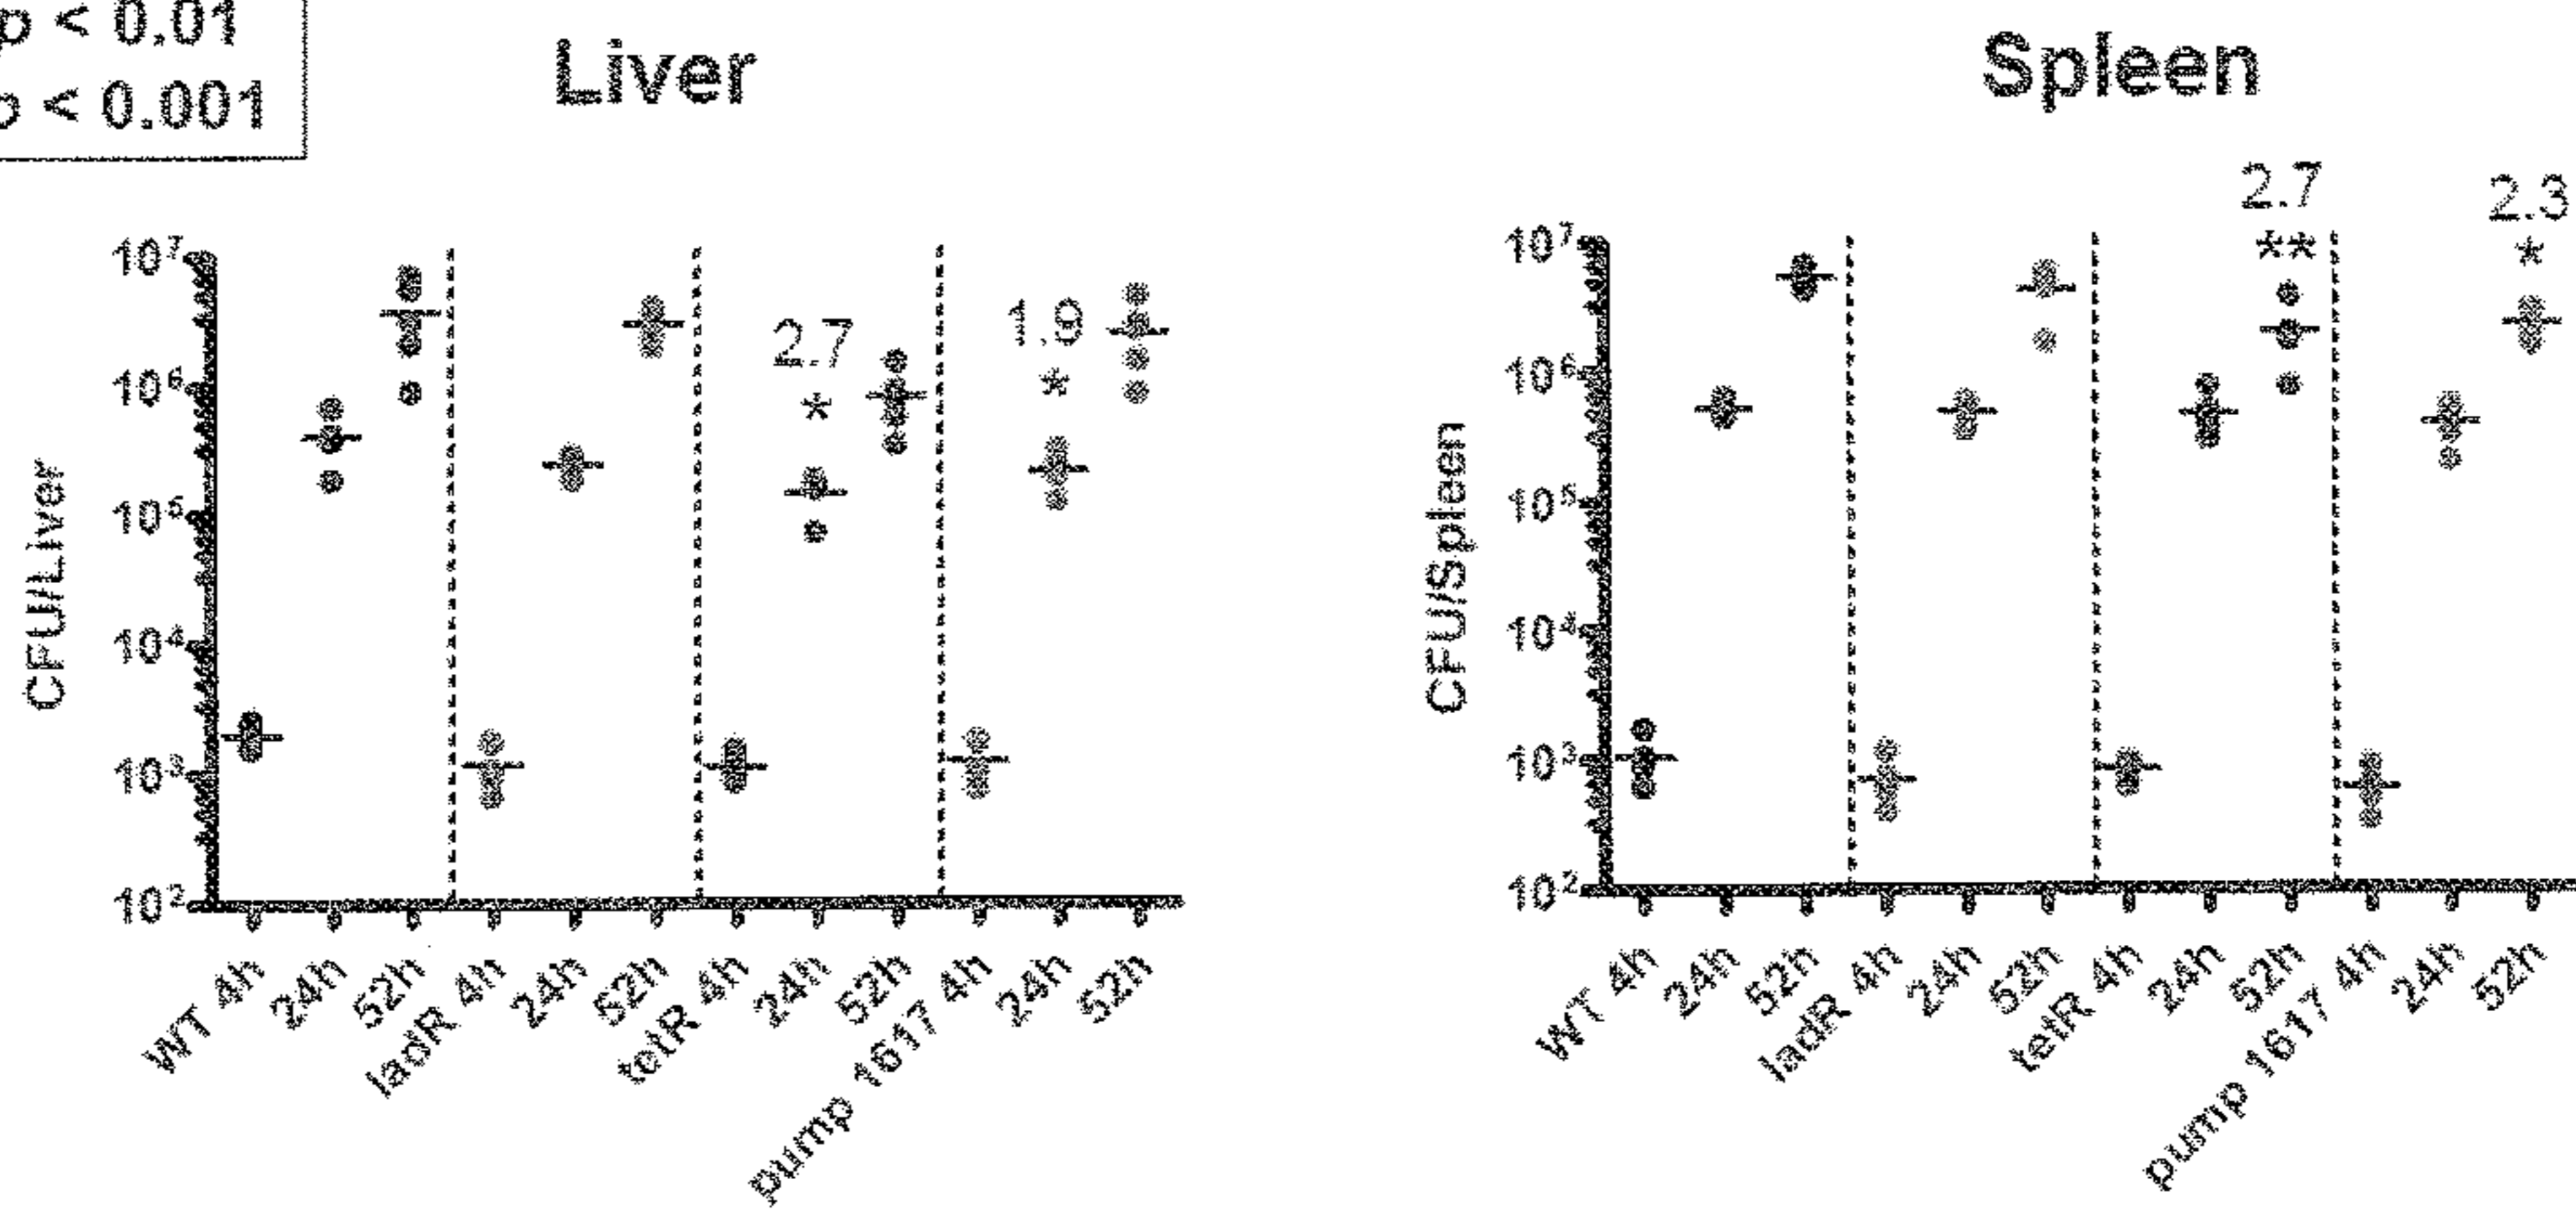 p < 0.01
p < 0.001
Liver
Spleen
CFU/Liver
10⁷
10⁶
10⁵
10⁴
10³
10²
2.7
*
1.9
*
WT 4h
24h
52h
ladR 4h
24h
52h
tetR 4h
24h
52h
pump 1617 4h
24h
52h
CFU/Spleen
10⁷
10⁶
10⁵
10⁴
10³
10²
2.7
**
2.3
*
WT 4h
24h
52h
ladR 4h
24h
52h
tetR 4h
24h
52h
pump 1617 4h
24h
52h